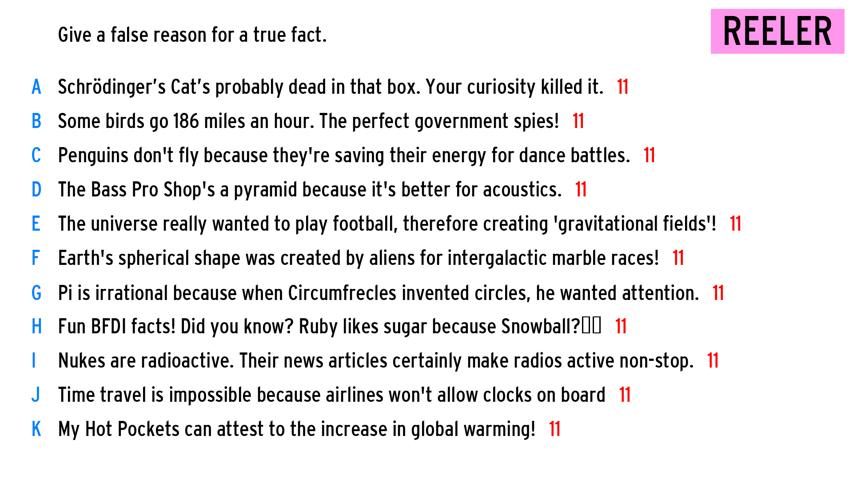 Give a false reason for a true fact.
REELER
A Schrödinger’s Cat’s probably dead in that box. Your curiosity killed it. 11
B Some birds go 186 miles an hour. The perfect government spies! 11
C Penguins don't fly because they're saving their energy for dance battles. 11
D The Bass Pro Shop's a pyramid because it's better for acoustics. 11
E The universe really wanted to play football, therefore creating 'gravitational fields'! 11
F Earth's spherical shape was created by aliens for intergalactic marble races! 11
G Pi is irrational because when Circumfrecles invented circles, he wanted attention. 11
H Fun BFDI facts! Did you know? Ruby likes sugar because Snowball?▯▯ 11
I Nukes are radioactive. Their news articles certainly make radios active non-stop. 11
J Time travel is impossible because airlines won't allow clocks on board 11
K My Hot Pockets can attest to the increase in global warming! 11